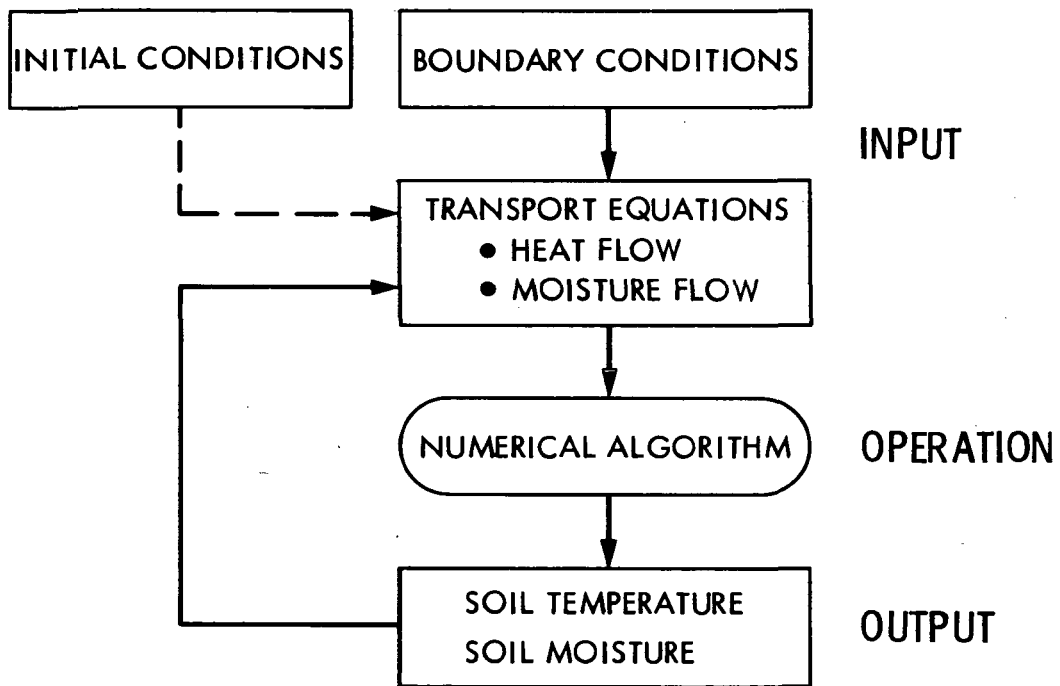 INITIAL CONDITIONS
BOUNDARY CONDITIONS
INPUT
TRANSPORT EQUATIONS
• HEAT FLOW
• MOISTURE FLOW
NUMERICAL ALGORITHM
OPERATION
SOIL TEMPERATURE
SOIL MOISTURE
OUTPUT